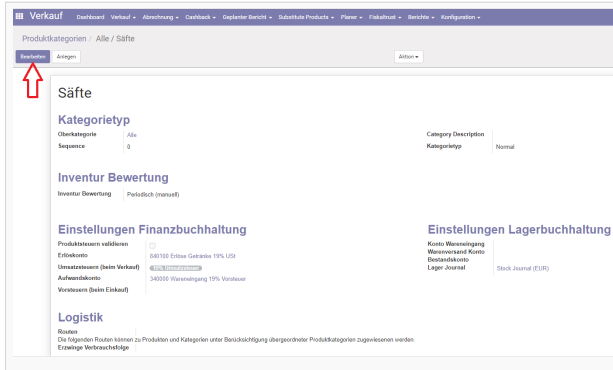 Verkauf Dashboard Verkauf Abrechnung Cashback Geplanter Bericht Substitute Products Planer Fiskaltrust Berichte Konfiguration
Produktkategorien / Alle / Säfte
Bearbeiten Anlegen Aktion
Säfte
Kategorietyp
Oberkategorie Alle Category Description
Sequence 0 Kategorietyp Normal
Inventur Bewertung
Inventur Bewertung Periodisch (manuell)
Einstellungen Finanzbuchhaltung Einstellungen Lagerbuchhaltung
Produktsteuern validieren Konto Wareneingang
Erlöskonto 840100 Erlöse Getränke 19% USt Warenversand Konto
Bestandskonto
Umsatzsteuern (beim Verkauf) 19% Umsatzsteuer Lager Journal Stock Journal (EUR)
Aufwandskonto 340000 Wareneingang 19% Vorsteuer
Vorsteuern (beim Einkauf)
Logistik
Routen
Die folgenden Routen können zu Produkten und Kategorien unter Berücksichtigung übergeordneter Produktkategorien zugewiesenen werden
Erzwinge Verbrauchsfolge